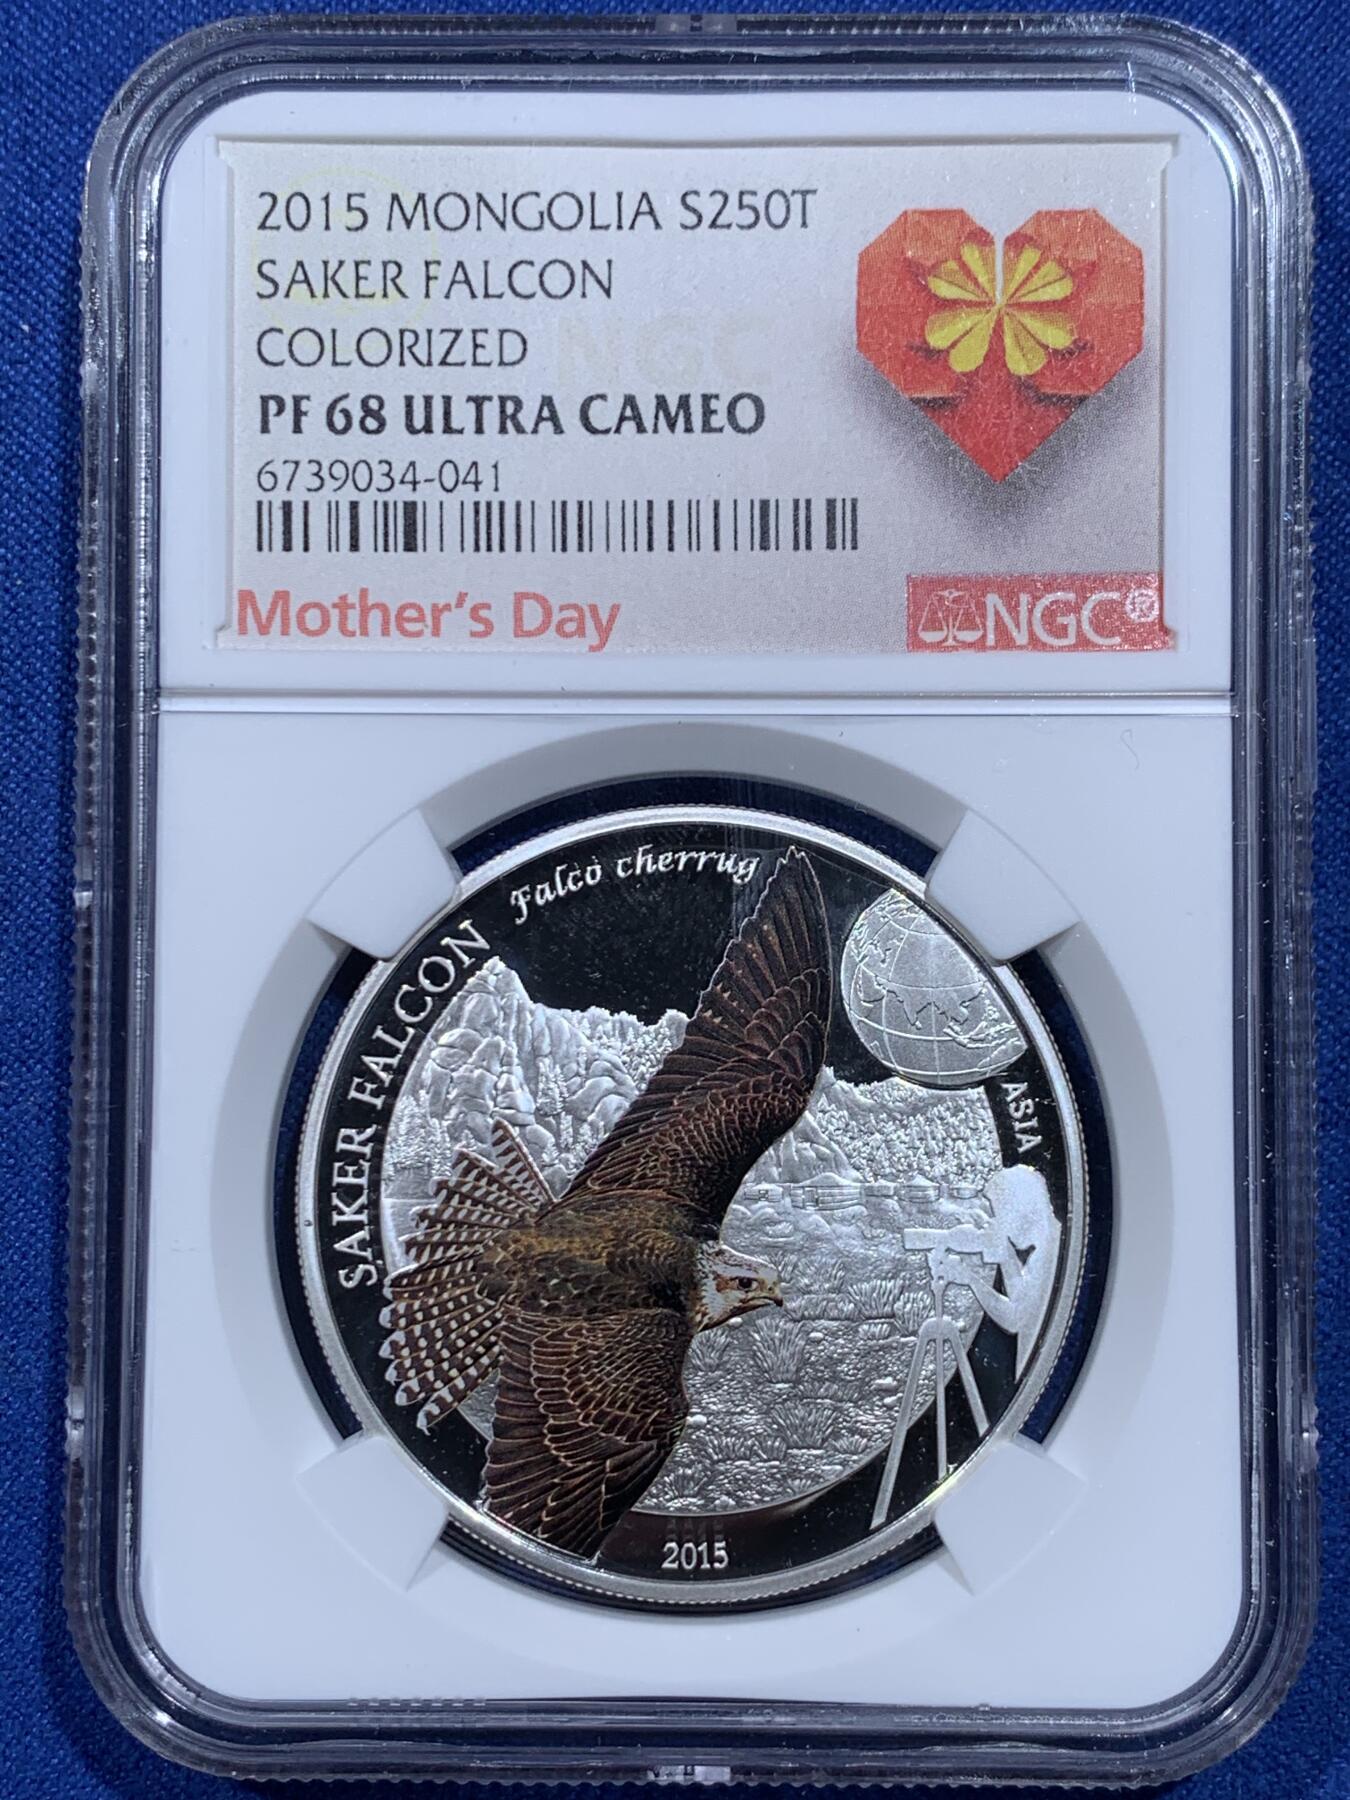 2015 MONGOLIA S250T
SAKER FALCON
COLORIZED
PF 68 ULTRA CAMEO
6739034-041
Mother's Day
NGC®
NGC
Falco cherrug
SAKER FALCON
ASIA
2015